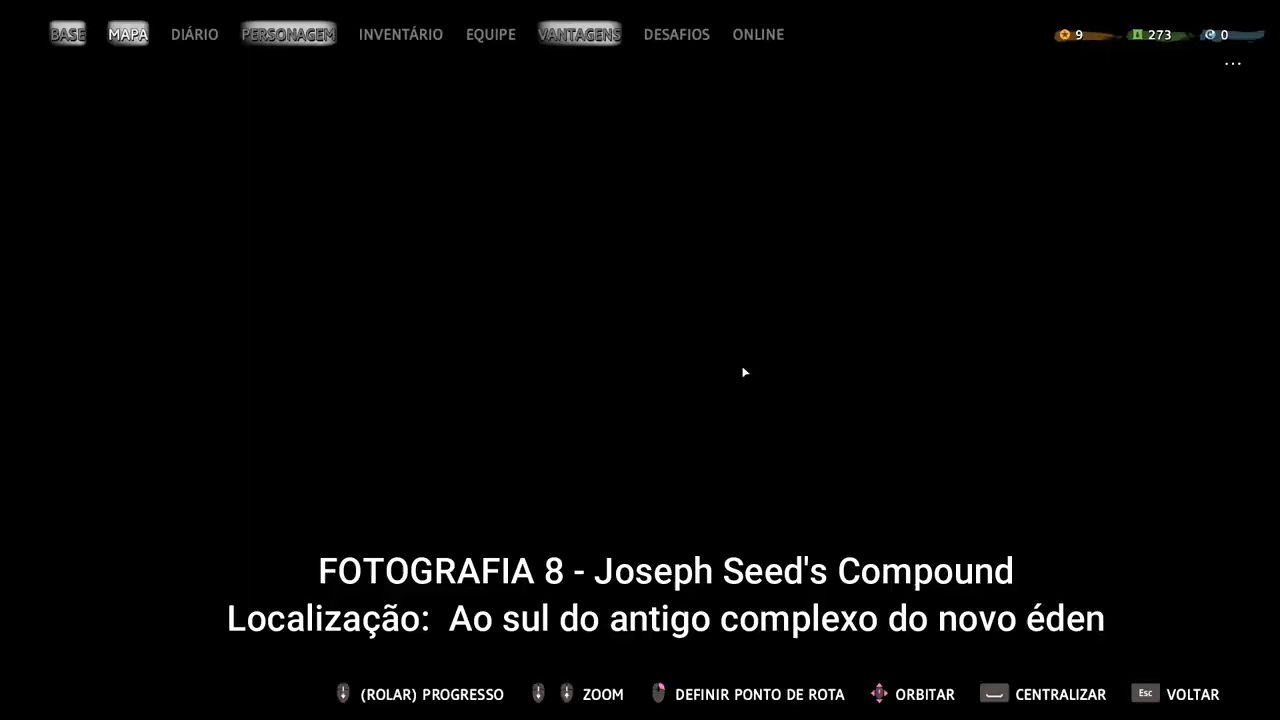 BASE MAPA DIÁRIO PERSONAGEM INVENTÁRIO EQUIPE VANTAGENS DESAFIOS ONLINE 9 273 0
...
FOTOGRAFIA 8 - Joseph Seed's Compound
Localização: Ao sul do antigo complexo do novo éden
(ROLAR) PROGRESSO ZOOM DEFINIR PONTO DE ROTA ORBITAR CENTRALIZAR Esc VOLTAR